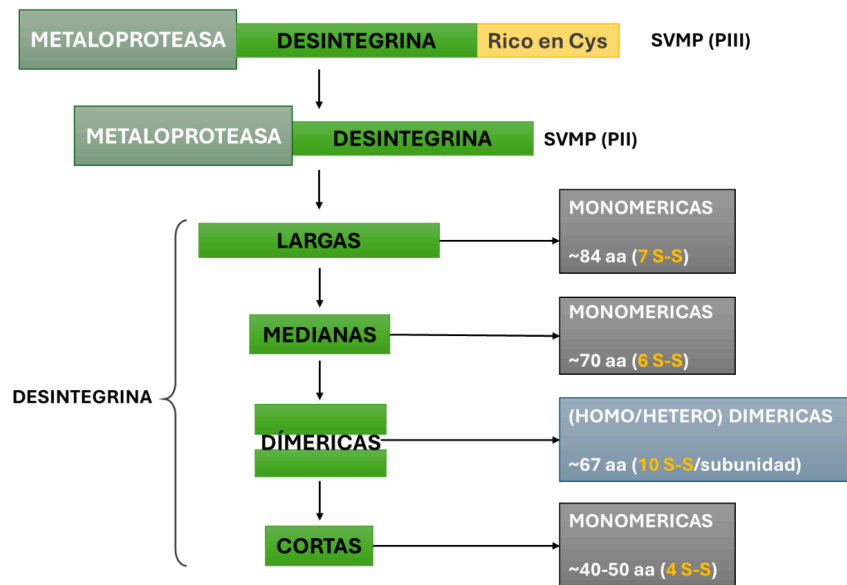 METALOPROTEASA DESINTEGRINA Rico en Cys SVMP (PIII)
METALOPROTEASA DESINTEGRINA SVMP (PII)
DESINTEGRINA
LARGAS
MONOMERICAS
~84 aa (7 S-S)
MEDIANAS
MONOMERICAS
~70 aa (6 S-S)
DÍMERICAS
(HOMO/HETERO) DIMERICAS
~67 aa (10 S-S/subunidad)
CORTAS
MONOMERICAS
~40-50 aa (4 S-S)